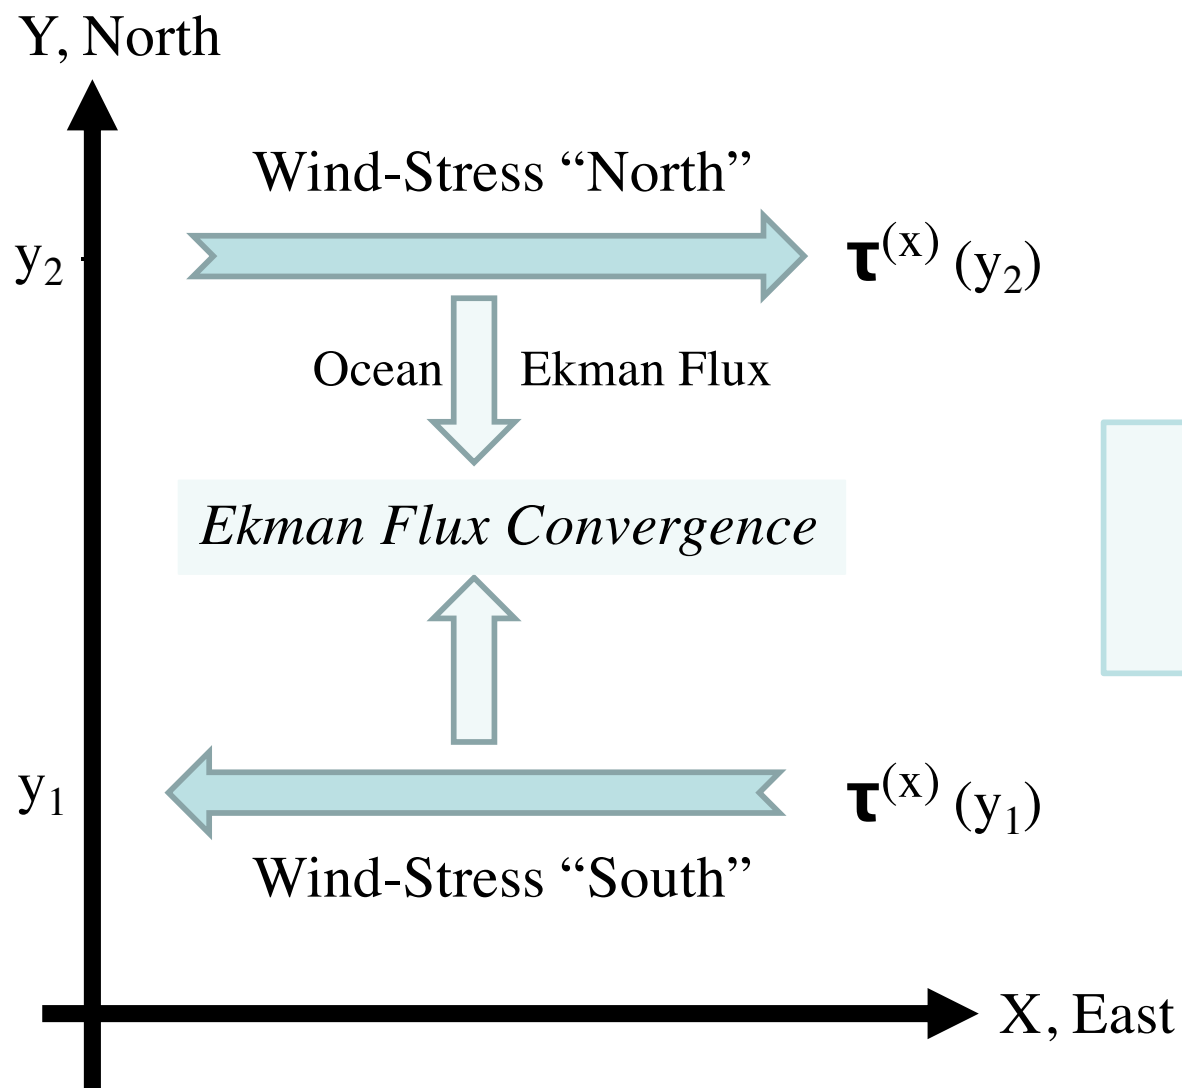 Y, North
Wind-Stress “North”
y₂
τ⁽ˣ⁾ (y₂)
Ocean Ekman Flux
Ekman Flux Convergence
y₁
τ⁽ˣ⁾ (y₁)
Wind-Stress “South”
X, East